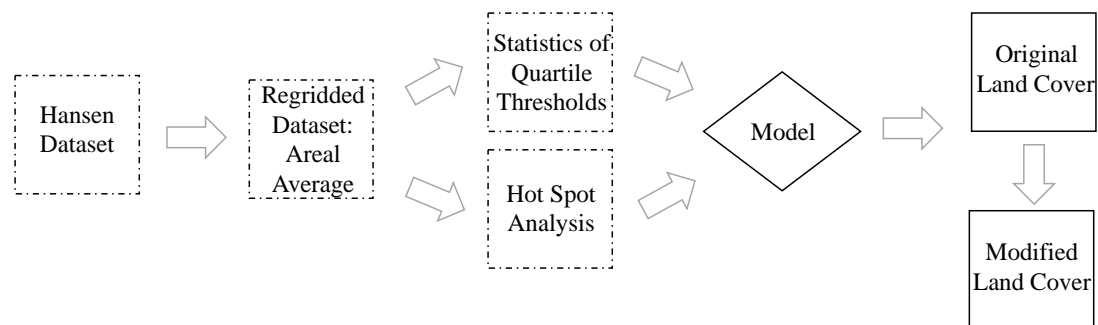 Hansen
Dataset
Regridded
Dataset:
Areal
Average
Statistics of
Quartile
Thresholds
Hot Spot
Analysis
Model
Original
Land Cover
Modified
Land Cover